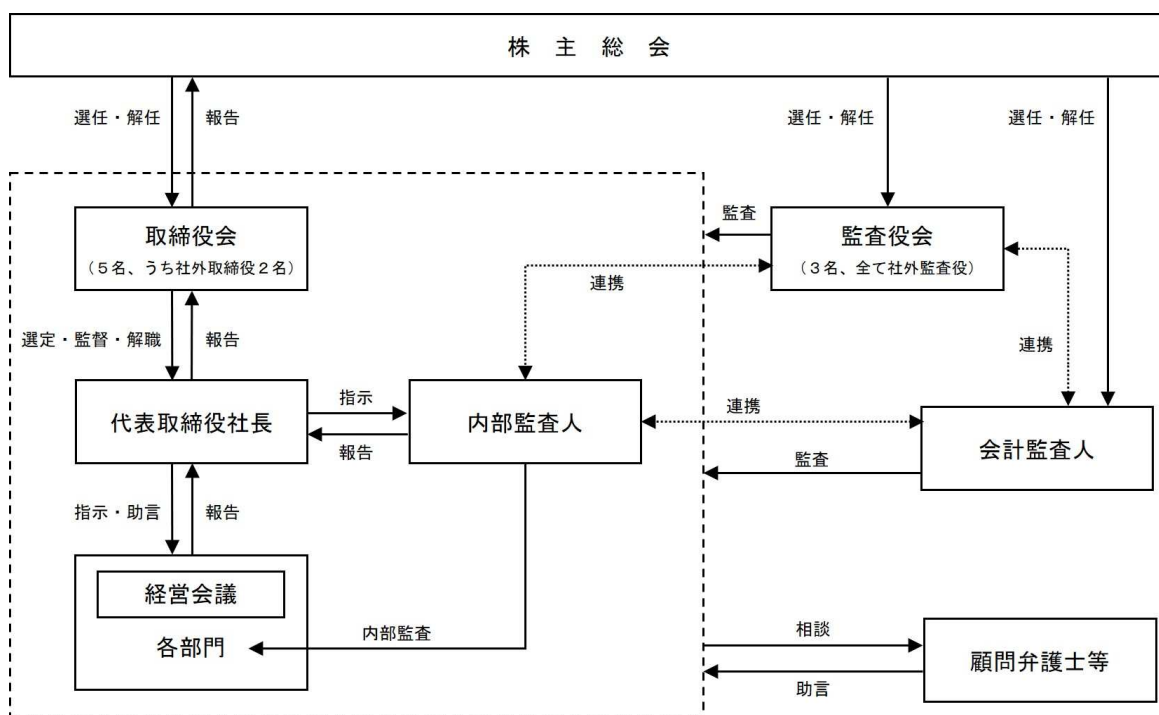 株主総会
選任・解任
報告
選任・解任
選任・解任
取締役会
（５名、うち社外取締役２名）
監査
監査役会
（３名、全て社外監査役）
連携
選定・監督・解職
報告
連携
代表取締役社長
指示
報告
内部監査人
連携
監査
会計監査人
指示・助言
報告
経営会議
各部門
内部監査
相談
助言
顧問弁護士等